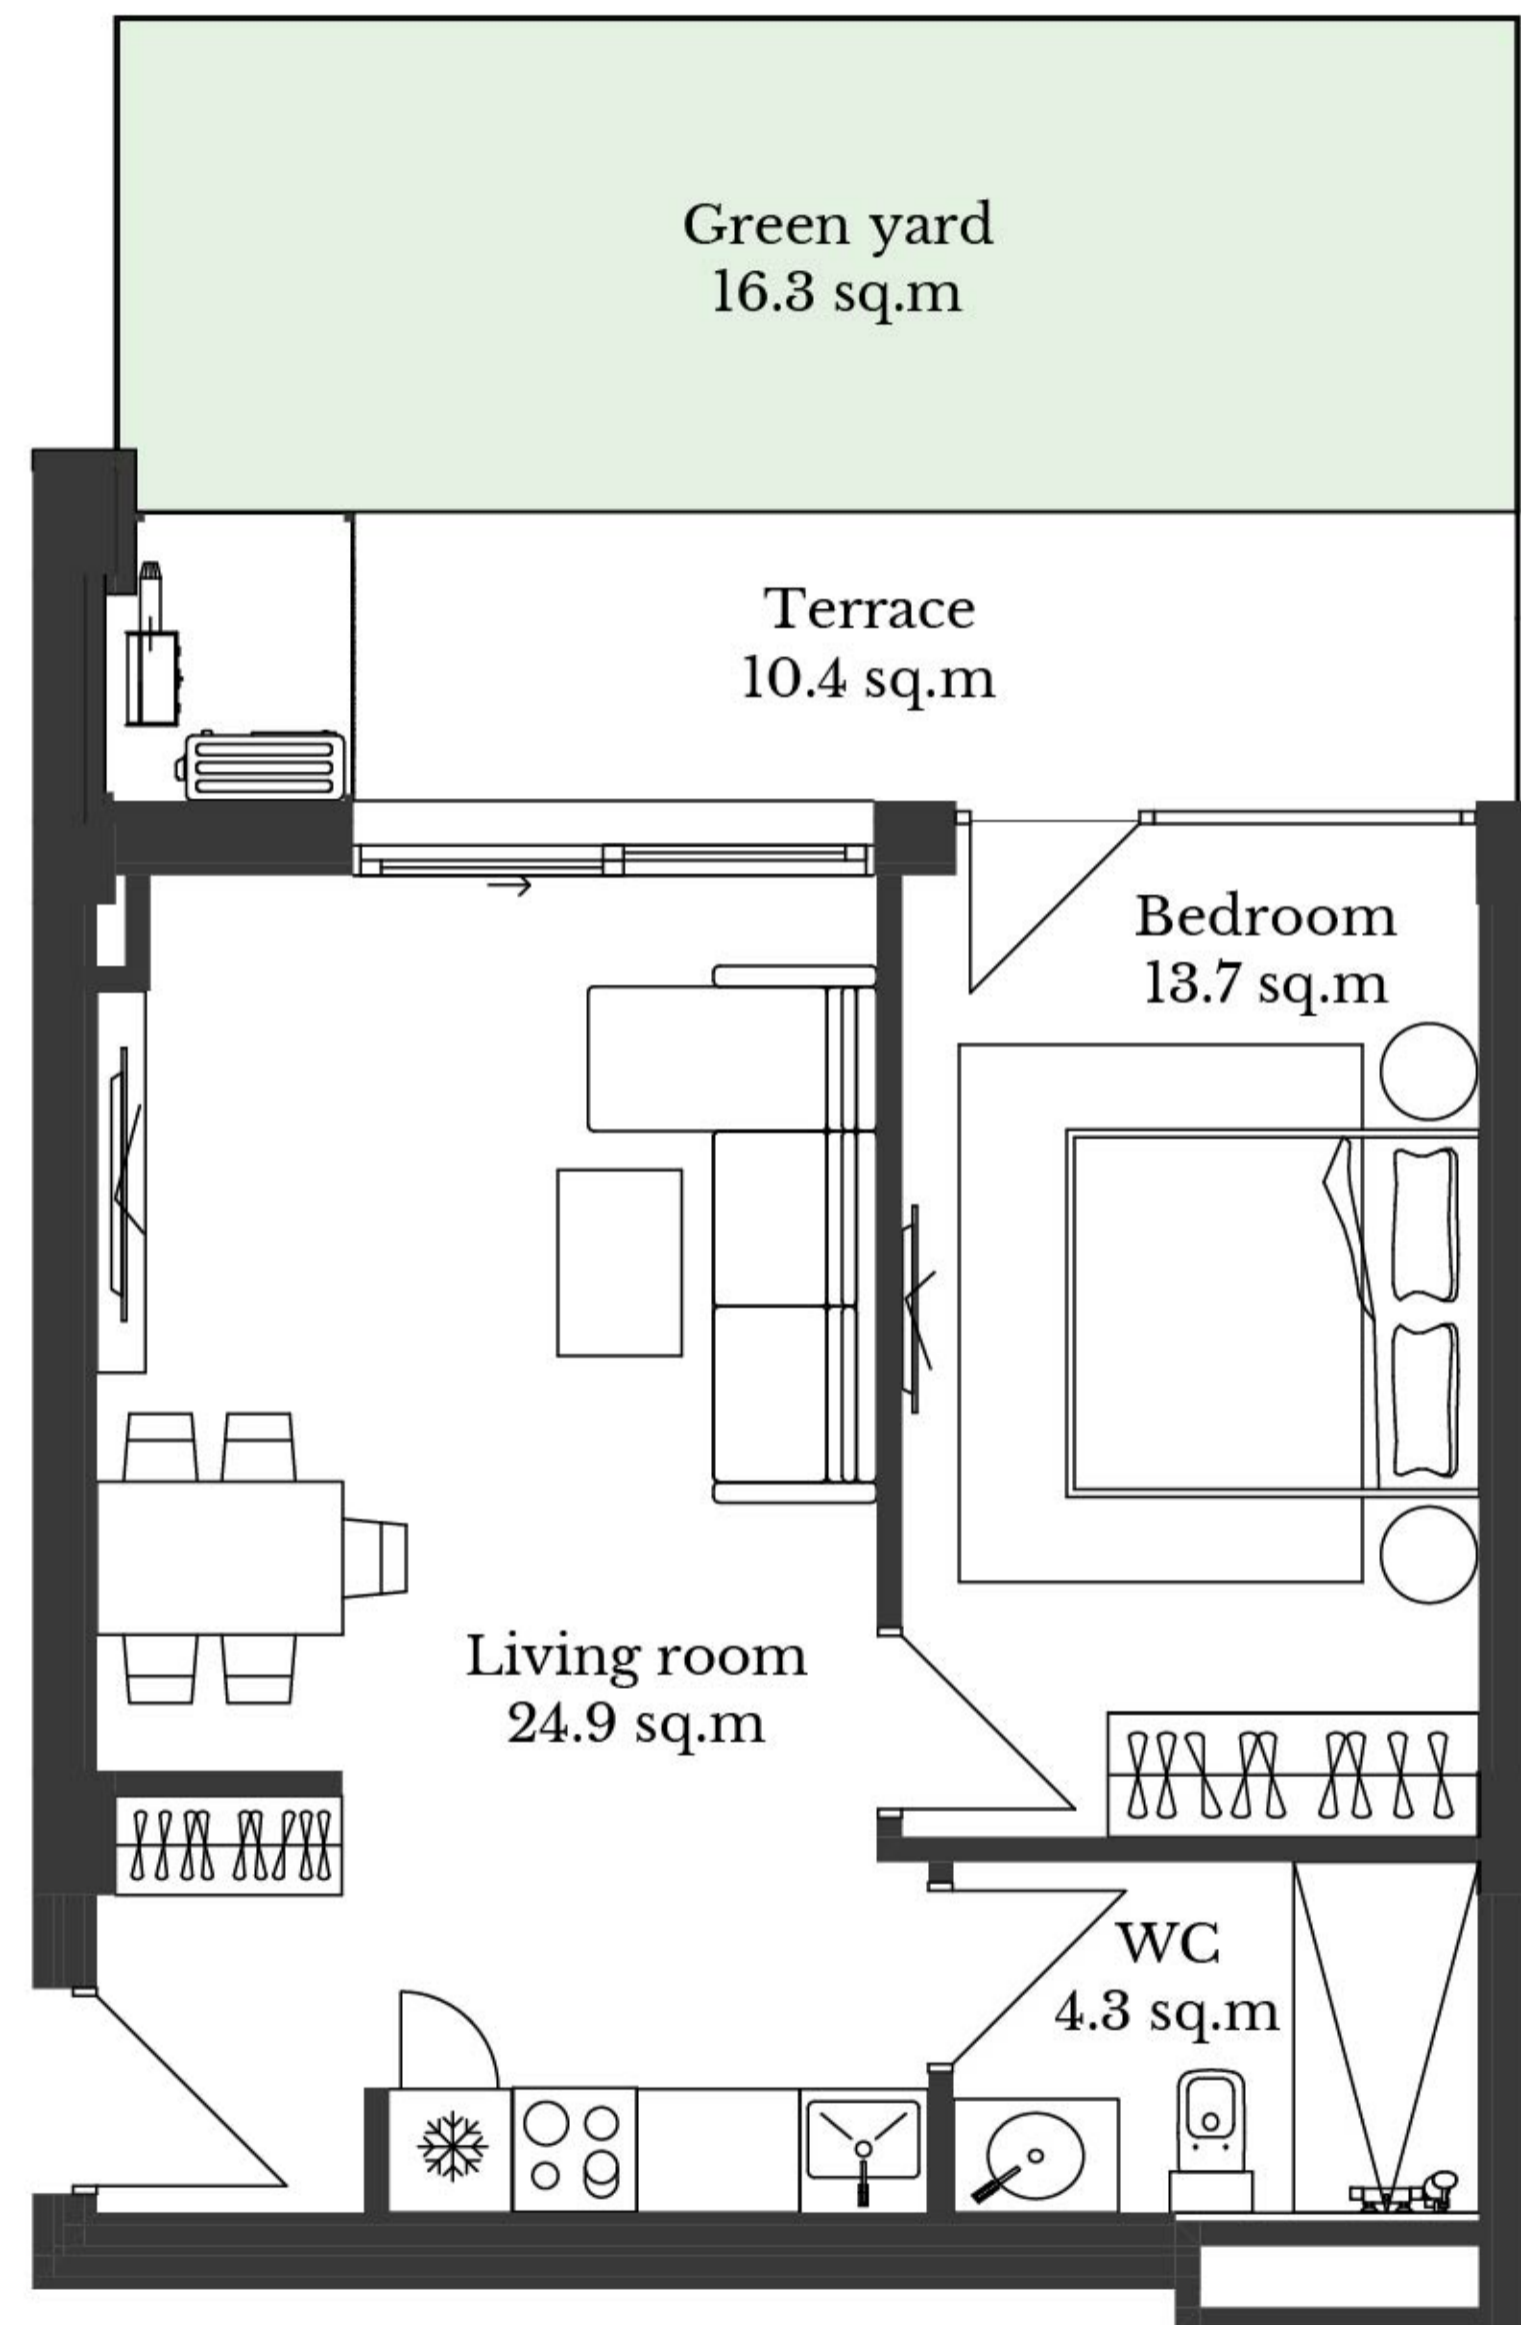 Green yard
16.3 sq.m
Terrace
10.4 sq.m
Bedroom
13.7 sq.m
Living room
24.9 sq.m
WC
4.3 sq.m